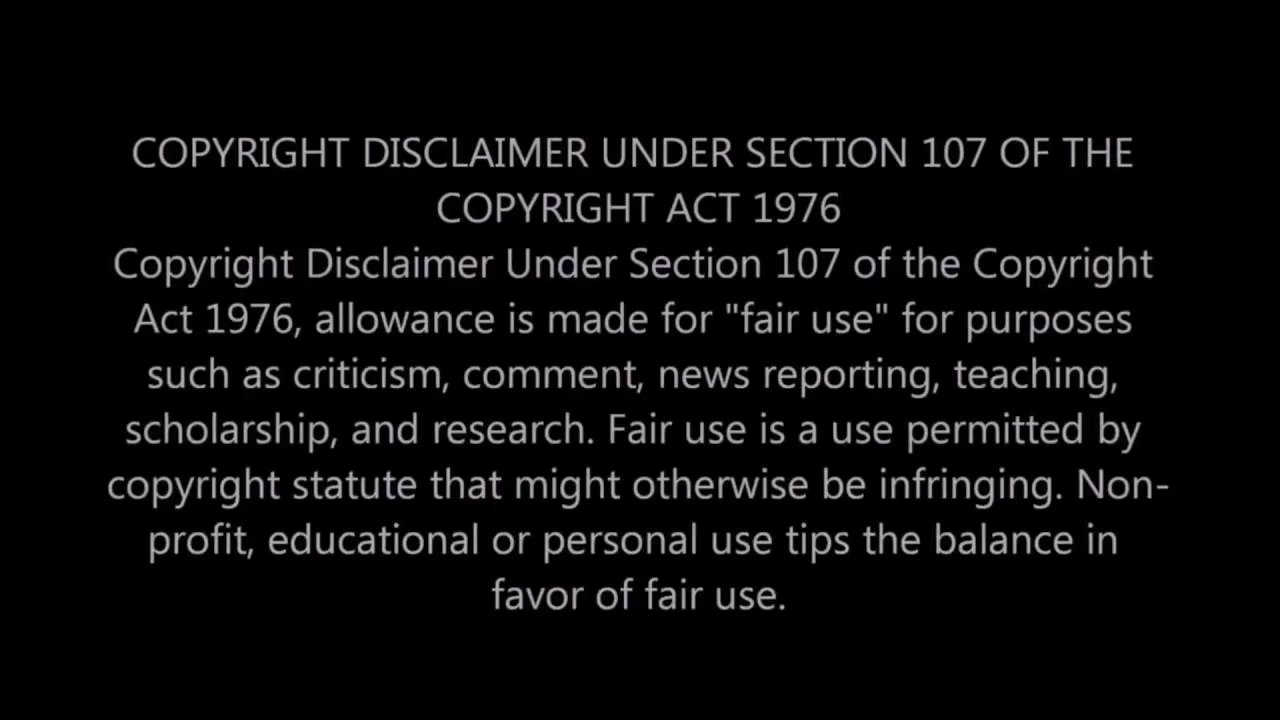 COPYRIGHT DISCLAIMER UNDER SECTION 107 OF THE
COPYRIGHT ACT 1976
Copyright Disclaimer Under Section 107 of the Copyright
Act 1976, allowance is made for "fair use" for purposes
such as criticism, comment, news reporting, teaching,
scholarship, and research. Fair use is a use permitted by
copyright statute that might otherwise be infringing. Non-
profit, educational or personal use tips the balance in
favor of fair use.